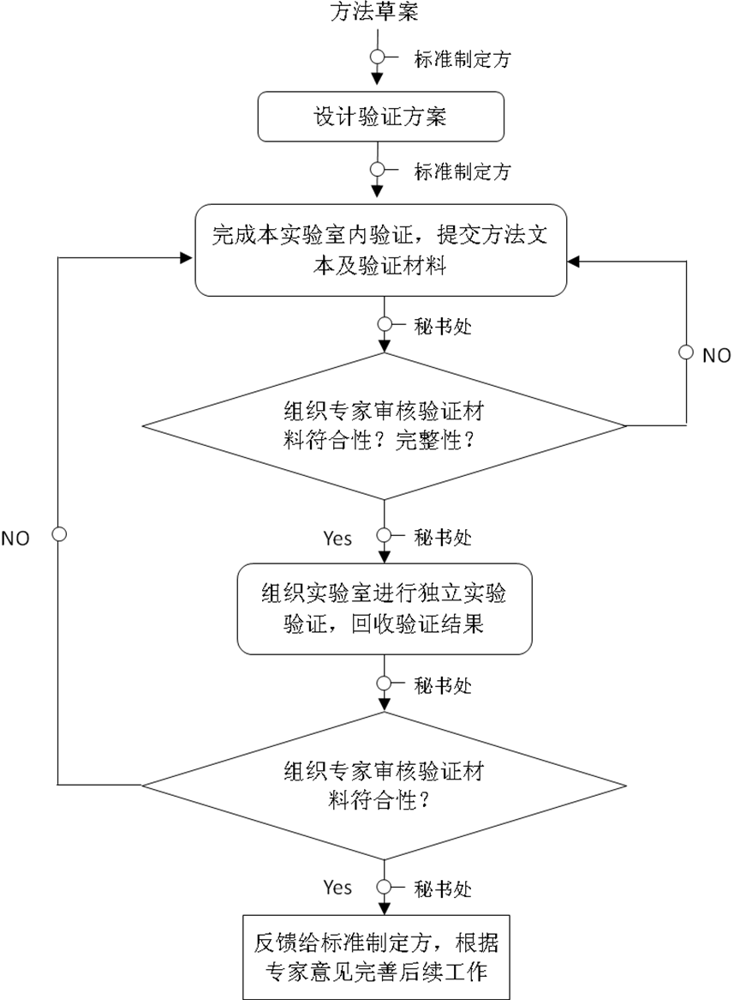 方法草案
标准制定方
设计验证方案
标准制定方
完成本实验室内验证，提交方法文
本及验证材料
秘书处
NO
组织专家审核验证材
料符合性？完整性？
NO
Yes
秘书处
组织实验室进行独立实验
验证，回收验证结果
秘书处
组织专家审核验证材
料符合性？
Yes
秘书处
反馈给标准制定方，根据
专家意见完善后续工作